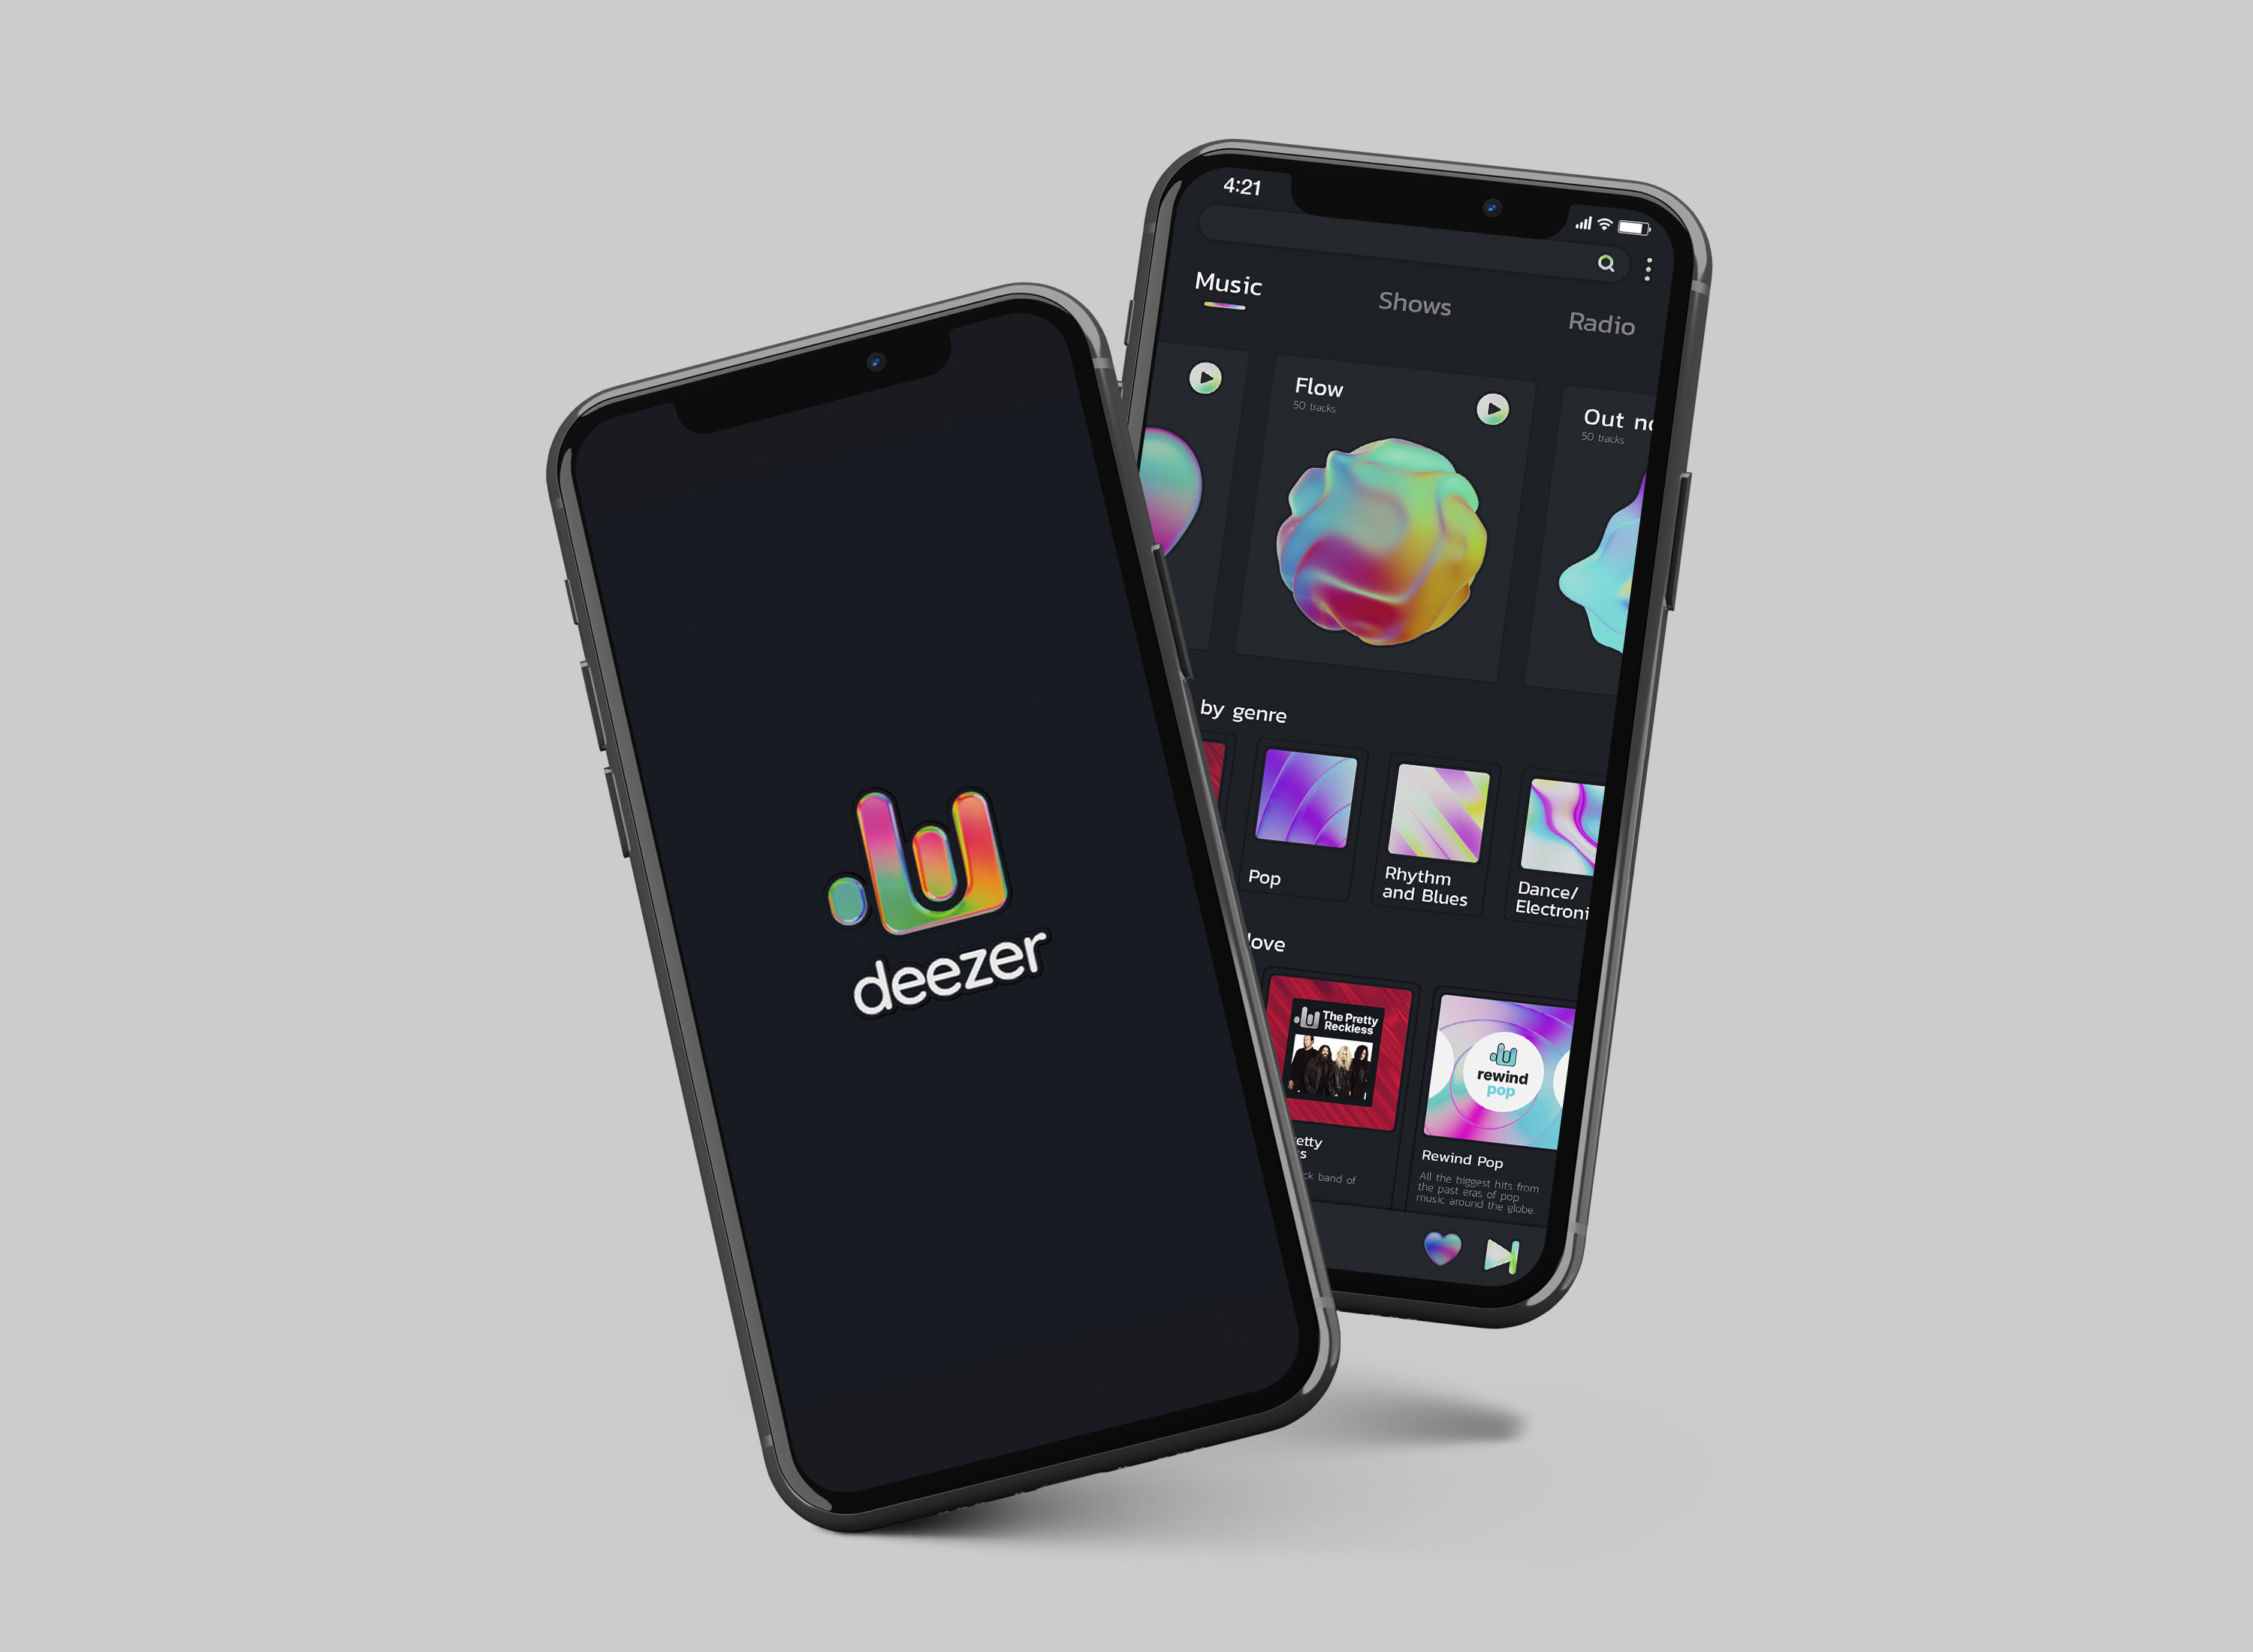 deezer
4:21
Music
Shows
Radio
Flow
50 tracks
Out
50 tracks
by genre
Pop
Rhythm
and Blues
Dance/
Electroni
love
The Pretty
Reckless
rewind
pop
etty
band of
Rewind Pop
All the biggest hits from
the past eras of pop
music around the globe.